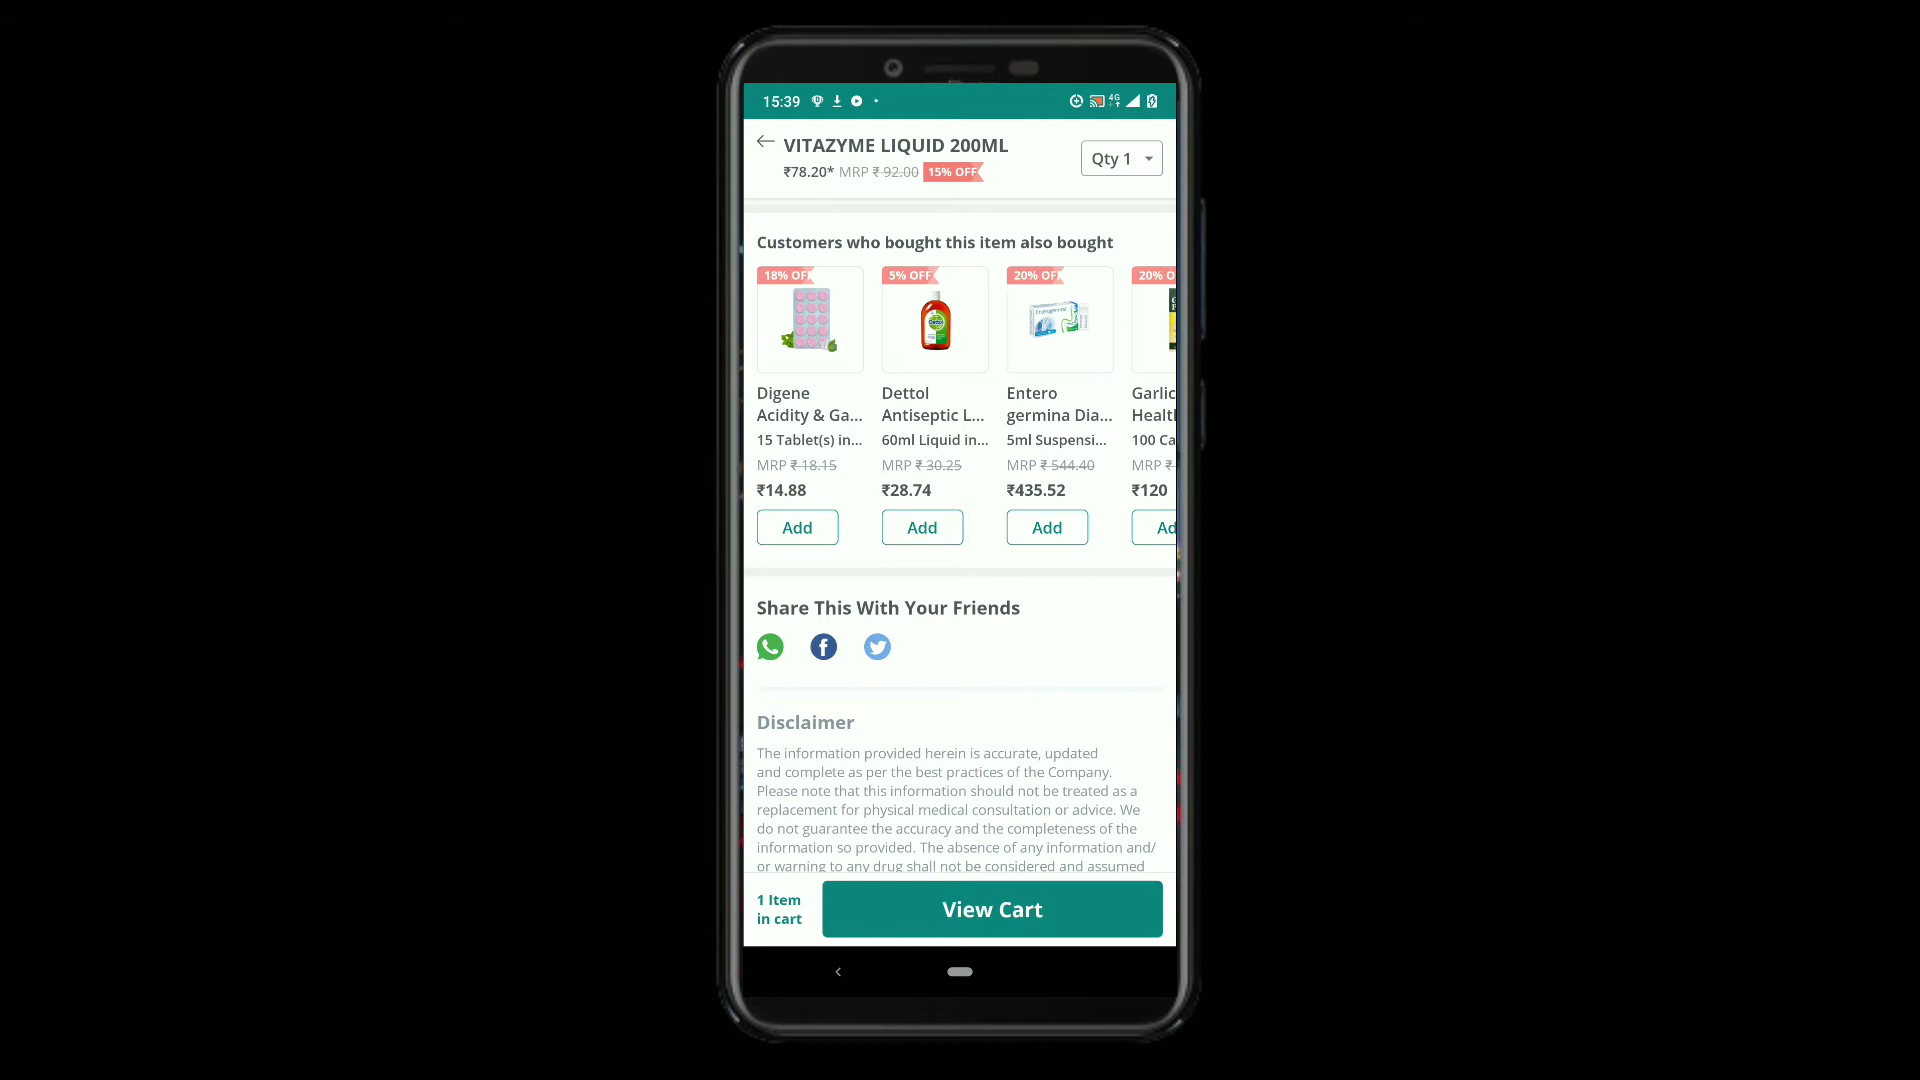 15:39
4G
VITAZYME LIQUID 200ML
₹78.20* MRP ₹ 92.00 15% OFF
Qty 1
Customers who bought this item also bought
18% OFF 5% OFF 20% OFF 20% O
Digene Dettol Entero Garlic
Acidity & Ga... Antiseptic L... germina Dia... Healt
15 Tablet(s) in... 60ml Liquid in... 5ml Suspensi... 100 Ca
MRP ₹ 18.15 MRP ₹ 30.25 MRP ₹ 544.40 MRP ₹
₹14.88 ₹28.74 ₹435.52 ₹120
Add Add Add Ad
Share This With Your Friends
Disclaimer
The information provided herein is accurate, updated
and complete as per the best practices of the Company.
Please note that this information should not be treated as a
replacement for physical medical consultation or advice. We
do not guarantee the accuracy and the completeness of the
information so provided. The absence of any information and/
or warning to any drug shall not be considered and assumed
1 Item
in cart
View Cart